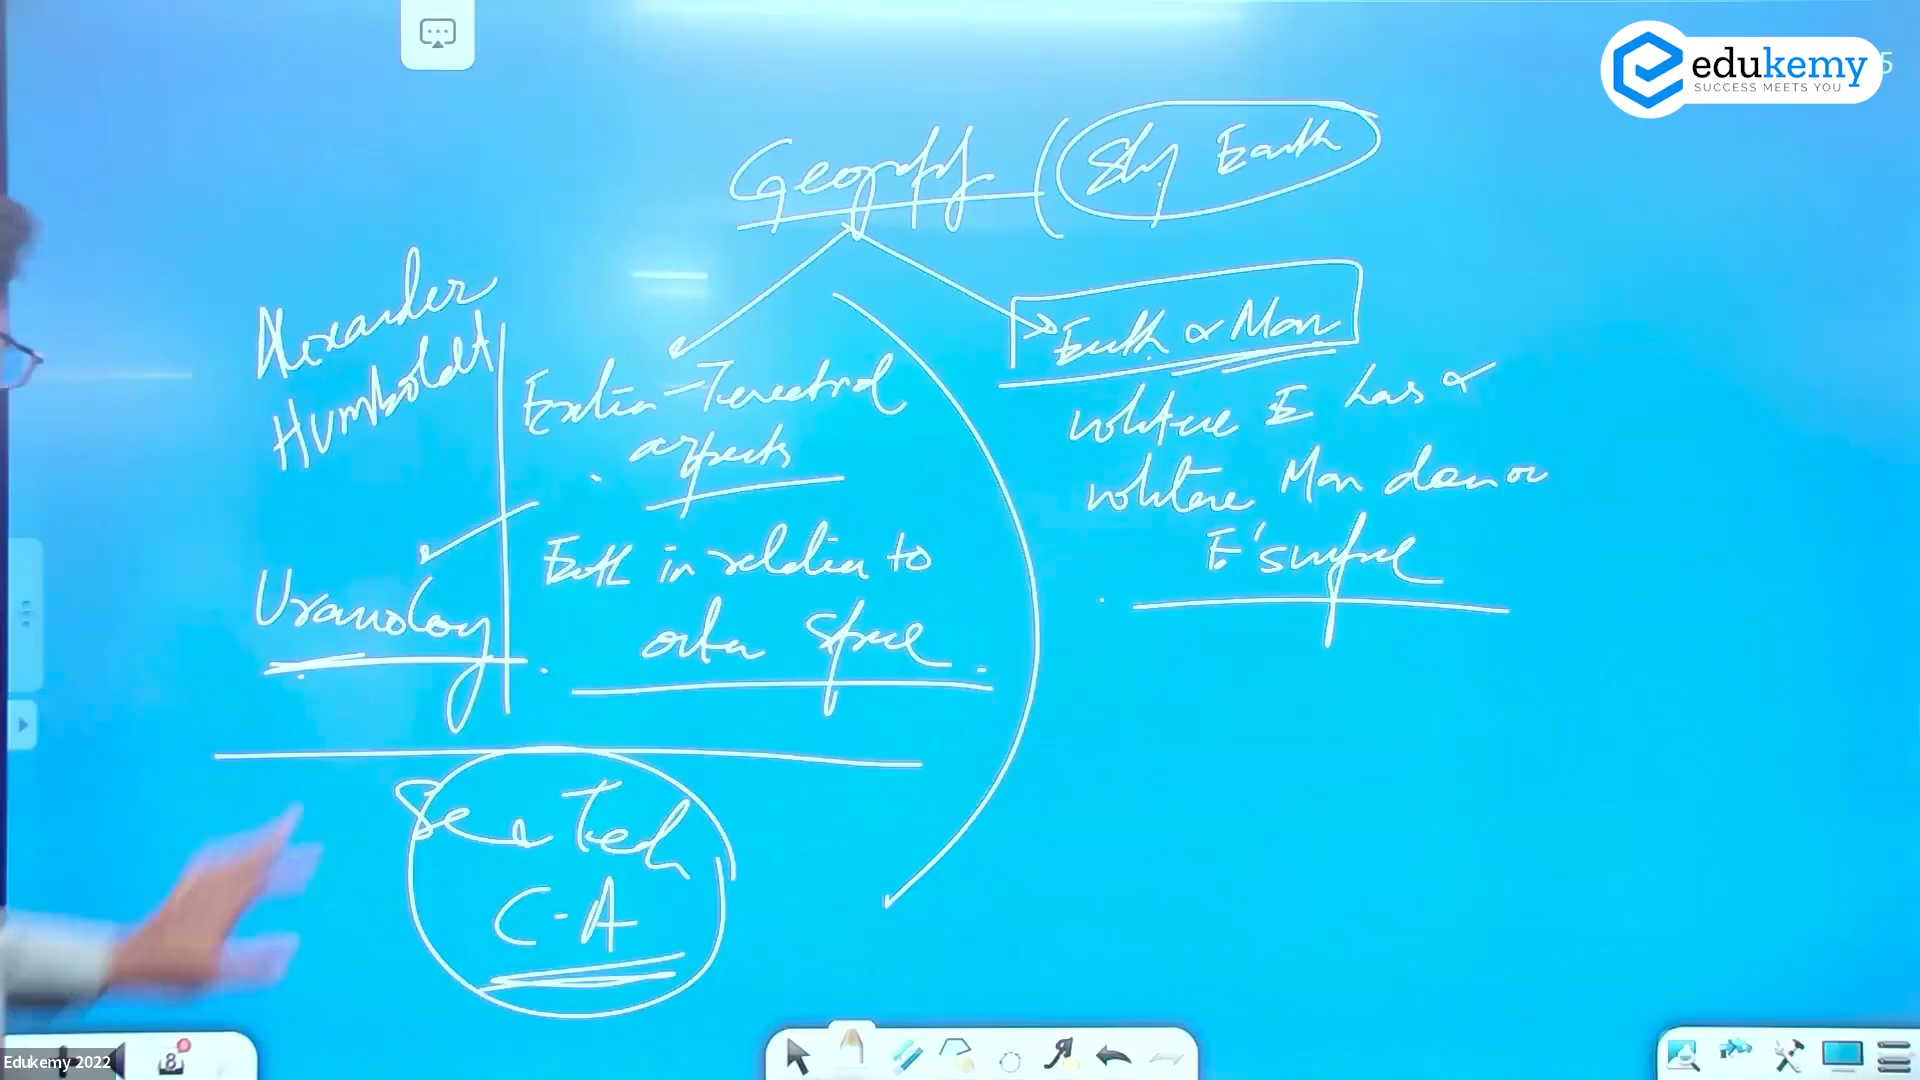 edukemy
SUCCESS MEETS YOU
5
Study Earth
Alexander
Humboldt
Extra-Terrestrial
aspects
Earth & Man
whatever E has &
whatever Man does on
E's surface
Earth in relation to
outer space
Uranology
Sc & Tech
C-A
Edukemy 2022